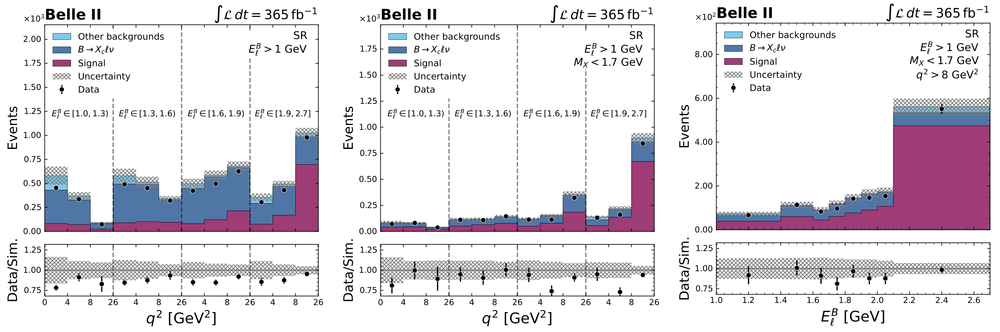 ×10³ Belle II ∫ℒ dt = 365 fb⁻¹
Other backgrounds
B → X_cℓν
Signal
Uncertainty
Data
SR
E_ℓ^B > 1 GeV
E_ℓ^B ∈ [1.0, 1.3) E_ℓ^B ∈ [1.3, 1.6) E_ℓ^B ∈ [1.6, 1.9) E_ℓ^B ∈ [1.9, 2.7]
Events
2.00
1.75
1.50
1.25
1.00
0.75
0.50
0.25
0.00
Data/Sim.
1.25
1.00
0.75
0 4 8 26 4 8 26 4 8 26 4 8 26
q² [GeV²]
×10³ Belle II ∫ℒ dt = 365 fb⁻¹
Other backgrounds
B → X_cℓν
Signal
Uncertainty
Data
SR
E_ℓ^B > 1 GeV
M_X < 1.7 GeV
E_ℓ^B ∈ [1.0, 1.3) E_ℓ^B ∈ [1.3, 1.6) E_ℓ^B ∈ [1.6, 1.9) E_ℓ^B ∈ [1.9, 2.7]
Events
1.75
1.50
1.25
1.00
0.75
0.50
0.25
0.00
Data/Sim.
1.25
1.00
0.75
0 4 8 26 4 8 26 4 8 26 4 8 26
q² [GeV²]
×10² Belle II ∫ℒ dt = 365 fb⁻¹
Other backgrounds
B → X_cℓν
Signal
Uncertainty
Data
SR
E_ℓ^B > 1 GeV
M_X < 1.7 GeV
q² > 8 GeV²
Events
8.00
6.00
4.00
2.00
0.00
Data/Sim.
1.25
1.00
0.75
1.0 1.2 1.4 1.6 1.8 2.0 2.2 2.4 2.6
E_ℓ^B [GeV]